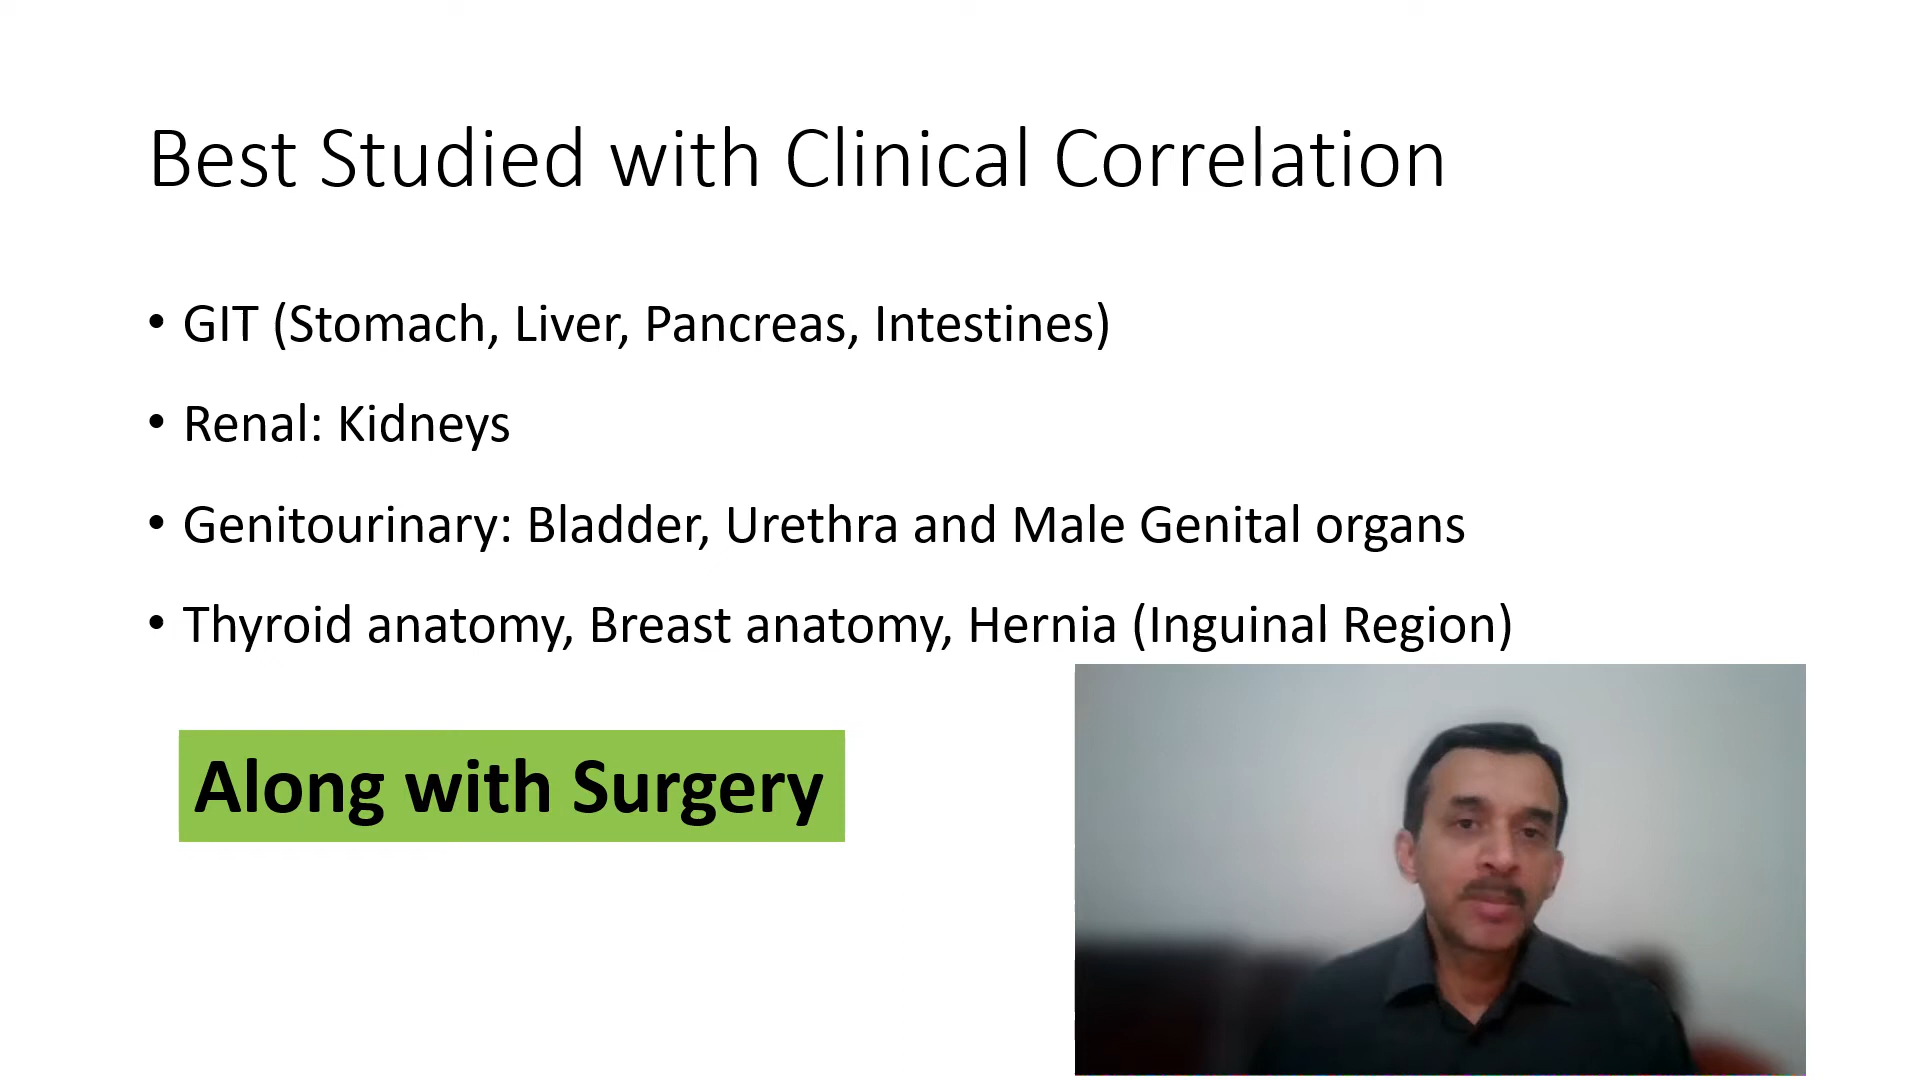 Best Studied with Clinical Correlation
• GIT (Stomach, Liver, Pancreas, Intestines)
• Renal: Kidneys
• Genitourinary: Bladder, Urethra and Male Genital organs
• Thyroid anatomy, Breast anatomy, Hernia (Inguinal Region)
Along with Surgery